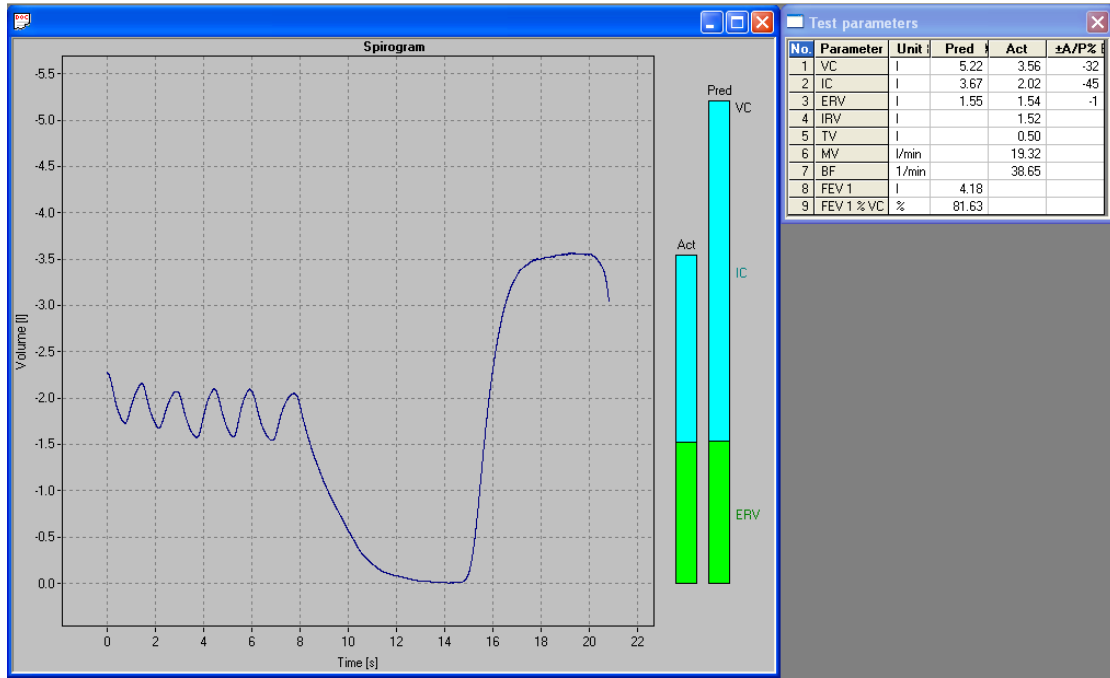 DOC
Spirogram
-5.5
-5.0
-4.5
-4.0
-3.5
-3.0
-2.5
-2.0
-1.5
-1.0
-0.5
0.0
Volume [l]
0 2 4 6 8 10 12 14 16 18 20 22
Time [s]
Pred
VC
Act
IC
ERV
Test parameters
No. Parameter Unit Pred Act ±A/P%
1 VC l 5.22 3.56 -32
2 IC l 3.67 2.02 -45
3 ERV l 1.55 1.54 -1
4 IRV l 1.52
5 TV l 0.50
6 MV l/min 19.32
7 BF 1/min 38.65
8 FEV 1 l 4.18
9 FEV 1 % VC % 81.63